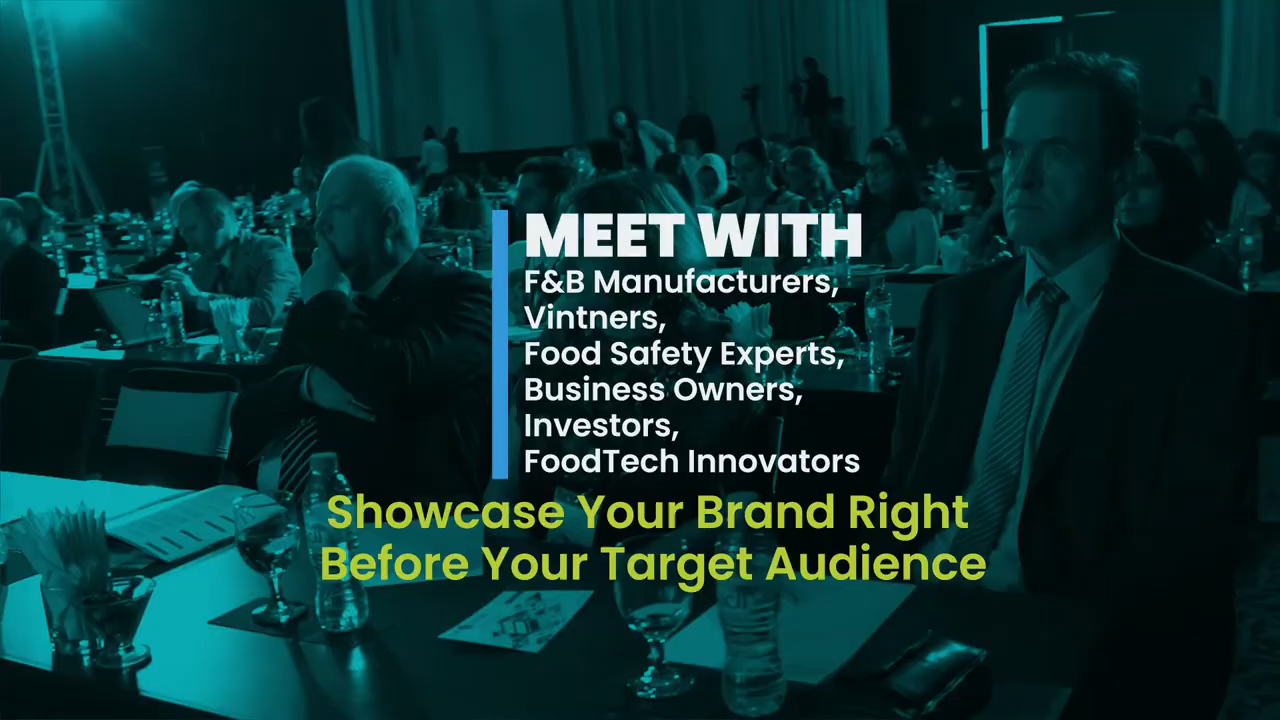 MEET WITH
F&B Manufacturers,
Vintners,
Food Safety Experts,
Business Owners,
Investors,
FoodTech Innovators
Showcase Your Brand Right
Before Your Target Audience